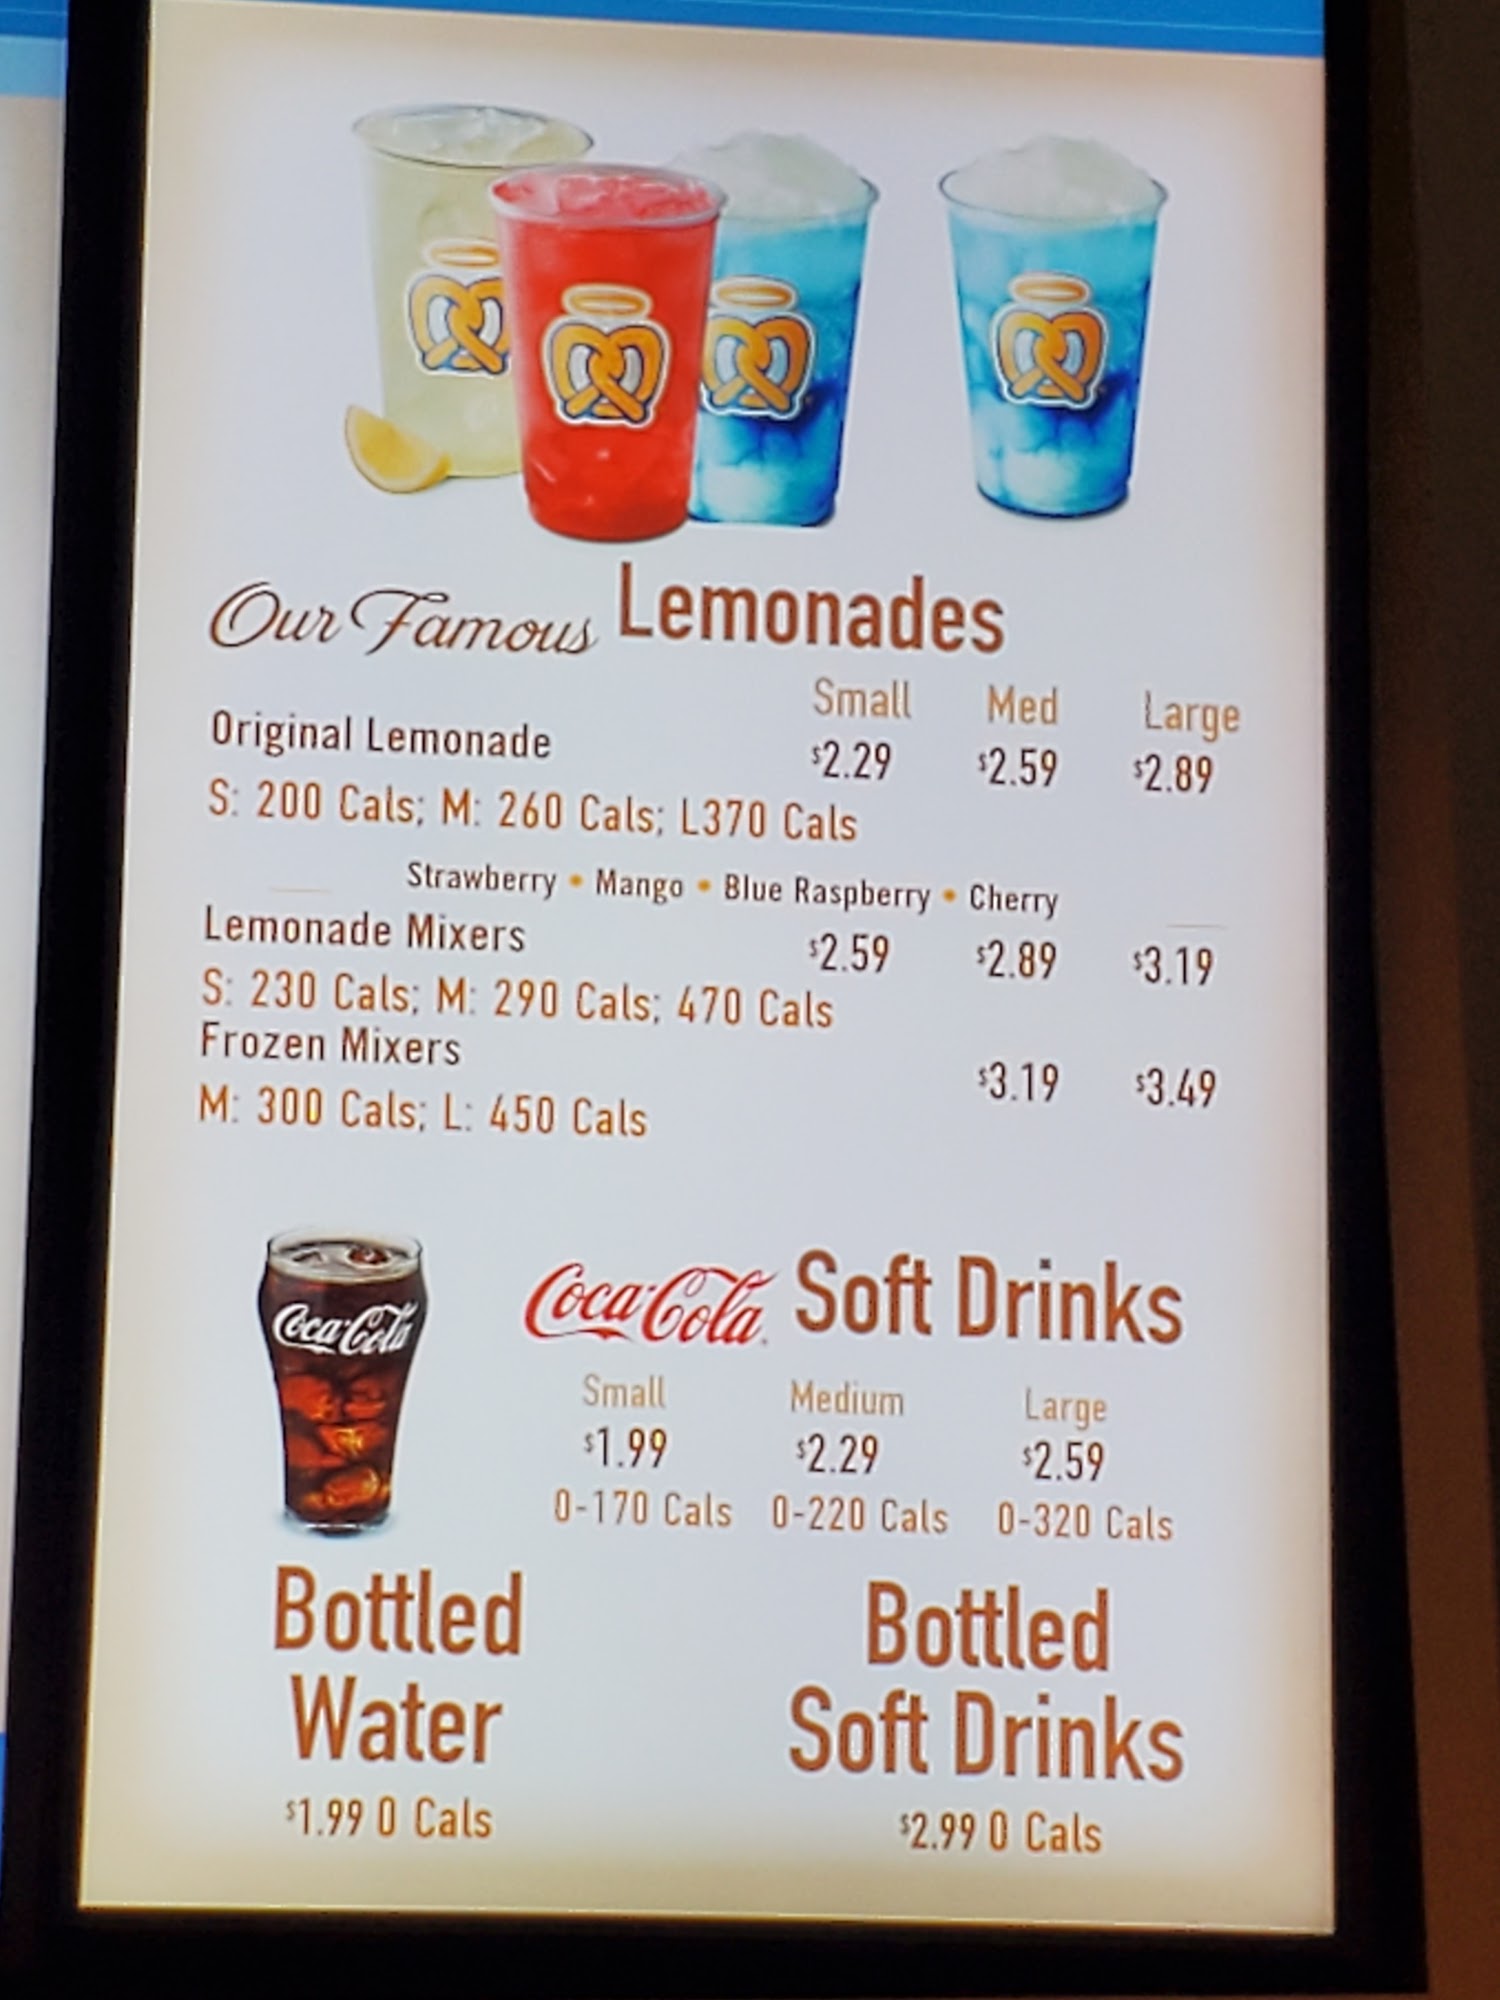 Our Famous Lemonades
Small Med Large
Original Lemonade $2.29 $2.59 $2.89
S: 200 Cals; M: 260 Cals; L370 Cals
Strawberry • Mango • Blue Raspberry • Cherry
Lemonade Mixers $2.59 $2.89 $3.19
S: 230 Cals; M: 290 Cals; 470 Cals
Frozen Mixers $3.19 $3.49
M: 300 Cals; L: 450 Cals
Coca-Cola
Coca-Cola Soft Drinks
Small Medium Large
$1.99 $2.29 $2.59
0-170 Cals 0-220 Cals 0-320 Cals
Bottled
Water
$1.99 0 Cals
Bottled
Soft Drinks
$2.99 0 Cals